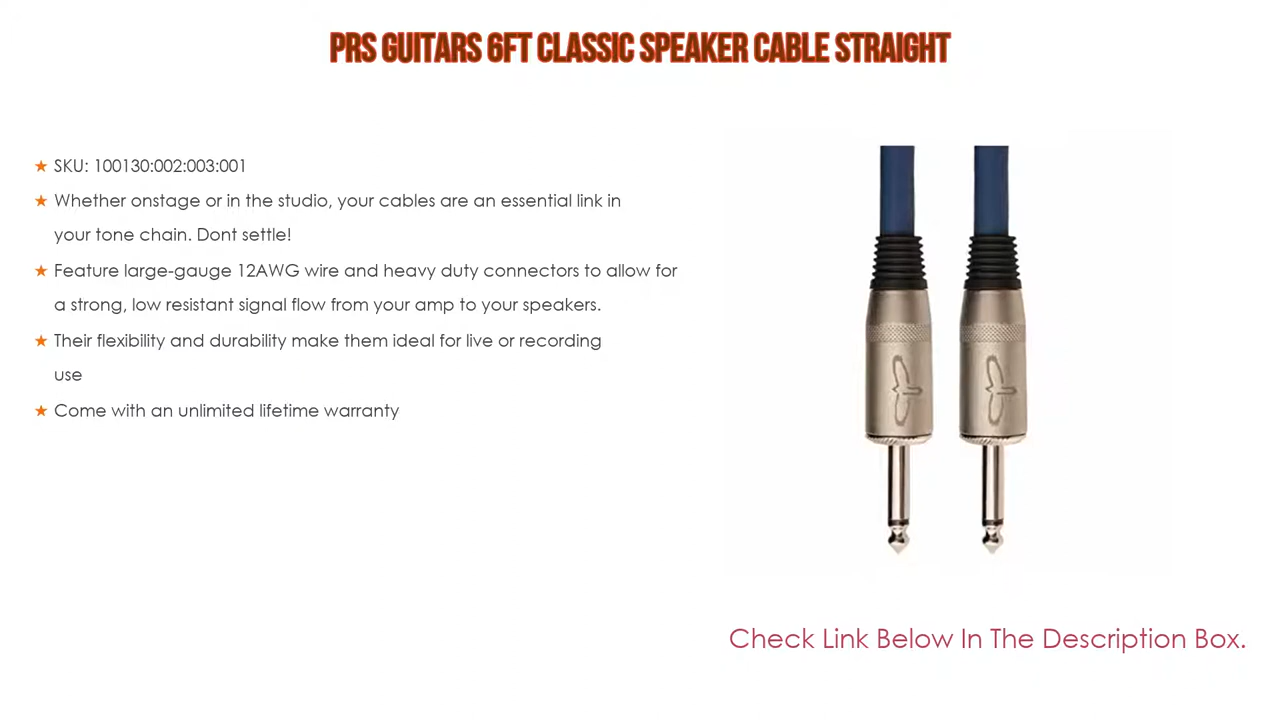 PRS GUITARS 6FT CLASSIC SPEAKER CABLE STRAIGHT
SKU: 100130:002:003:001
Whether onstage or in the studio, your cables are an essential link in
your tone chain. Dont settle!
Feature large-gauge 12AWG wire and heavy duty connectors to allow for
a strong, low resistant signal flow from your amp to your speakers.
Their flexibility and durability make them ideal for live or recording
use
Come with an unlimited lifetime warranty
Check Link Below In The Description Box.